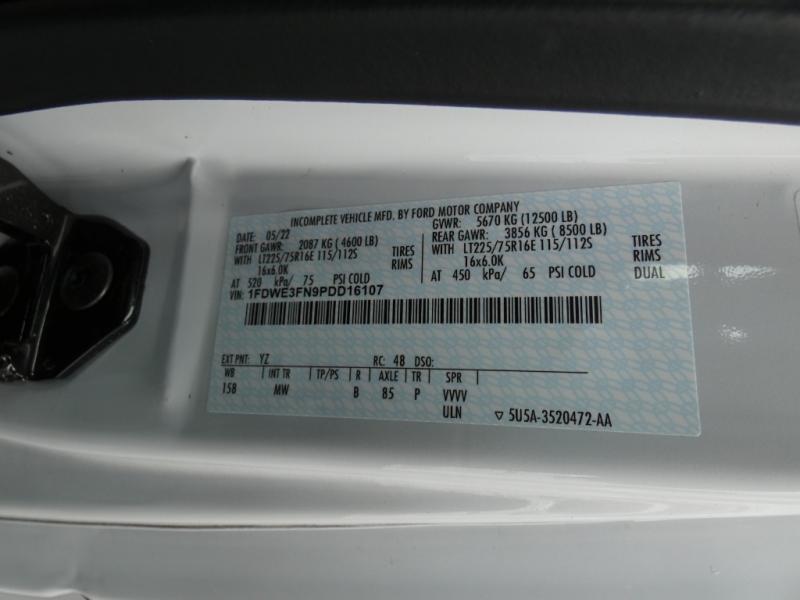 INCOMPLETE VEHICLE MFD. BY FORD MOTOR COMPANY
DATE: 05/22 GVWR: 5670 KG (12500 LB)
FRONT GAWR: 2087 KG ( 4600 LB) REAR GAWR: 3856 KG ( 8500 LB)
WITH LT225/75R16E 115/112S TIRES WITH LT225/75R16E 115/112S TIRES
16x6.0K RIMS 16x6.0K RIMS
AT 520 kPa/ 75 PSI COLD AT 450 kPa/ 65 PSI COLD DUAL
VIN: 1FDWE3FN9PDD16107
EXT PNT: YZ RC: 48 DSO:
WB INT TR TP/PS R AXLE TR SPR
158 MW B 85 P VVVV
ULN ▽ 5U5A-3520472-AA